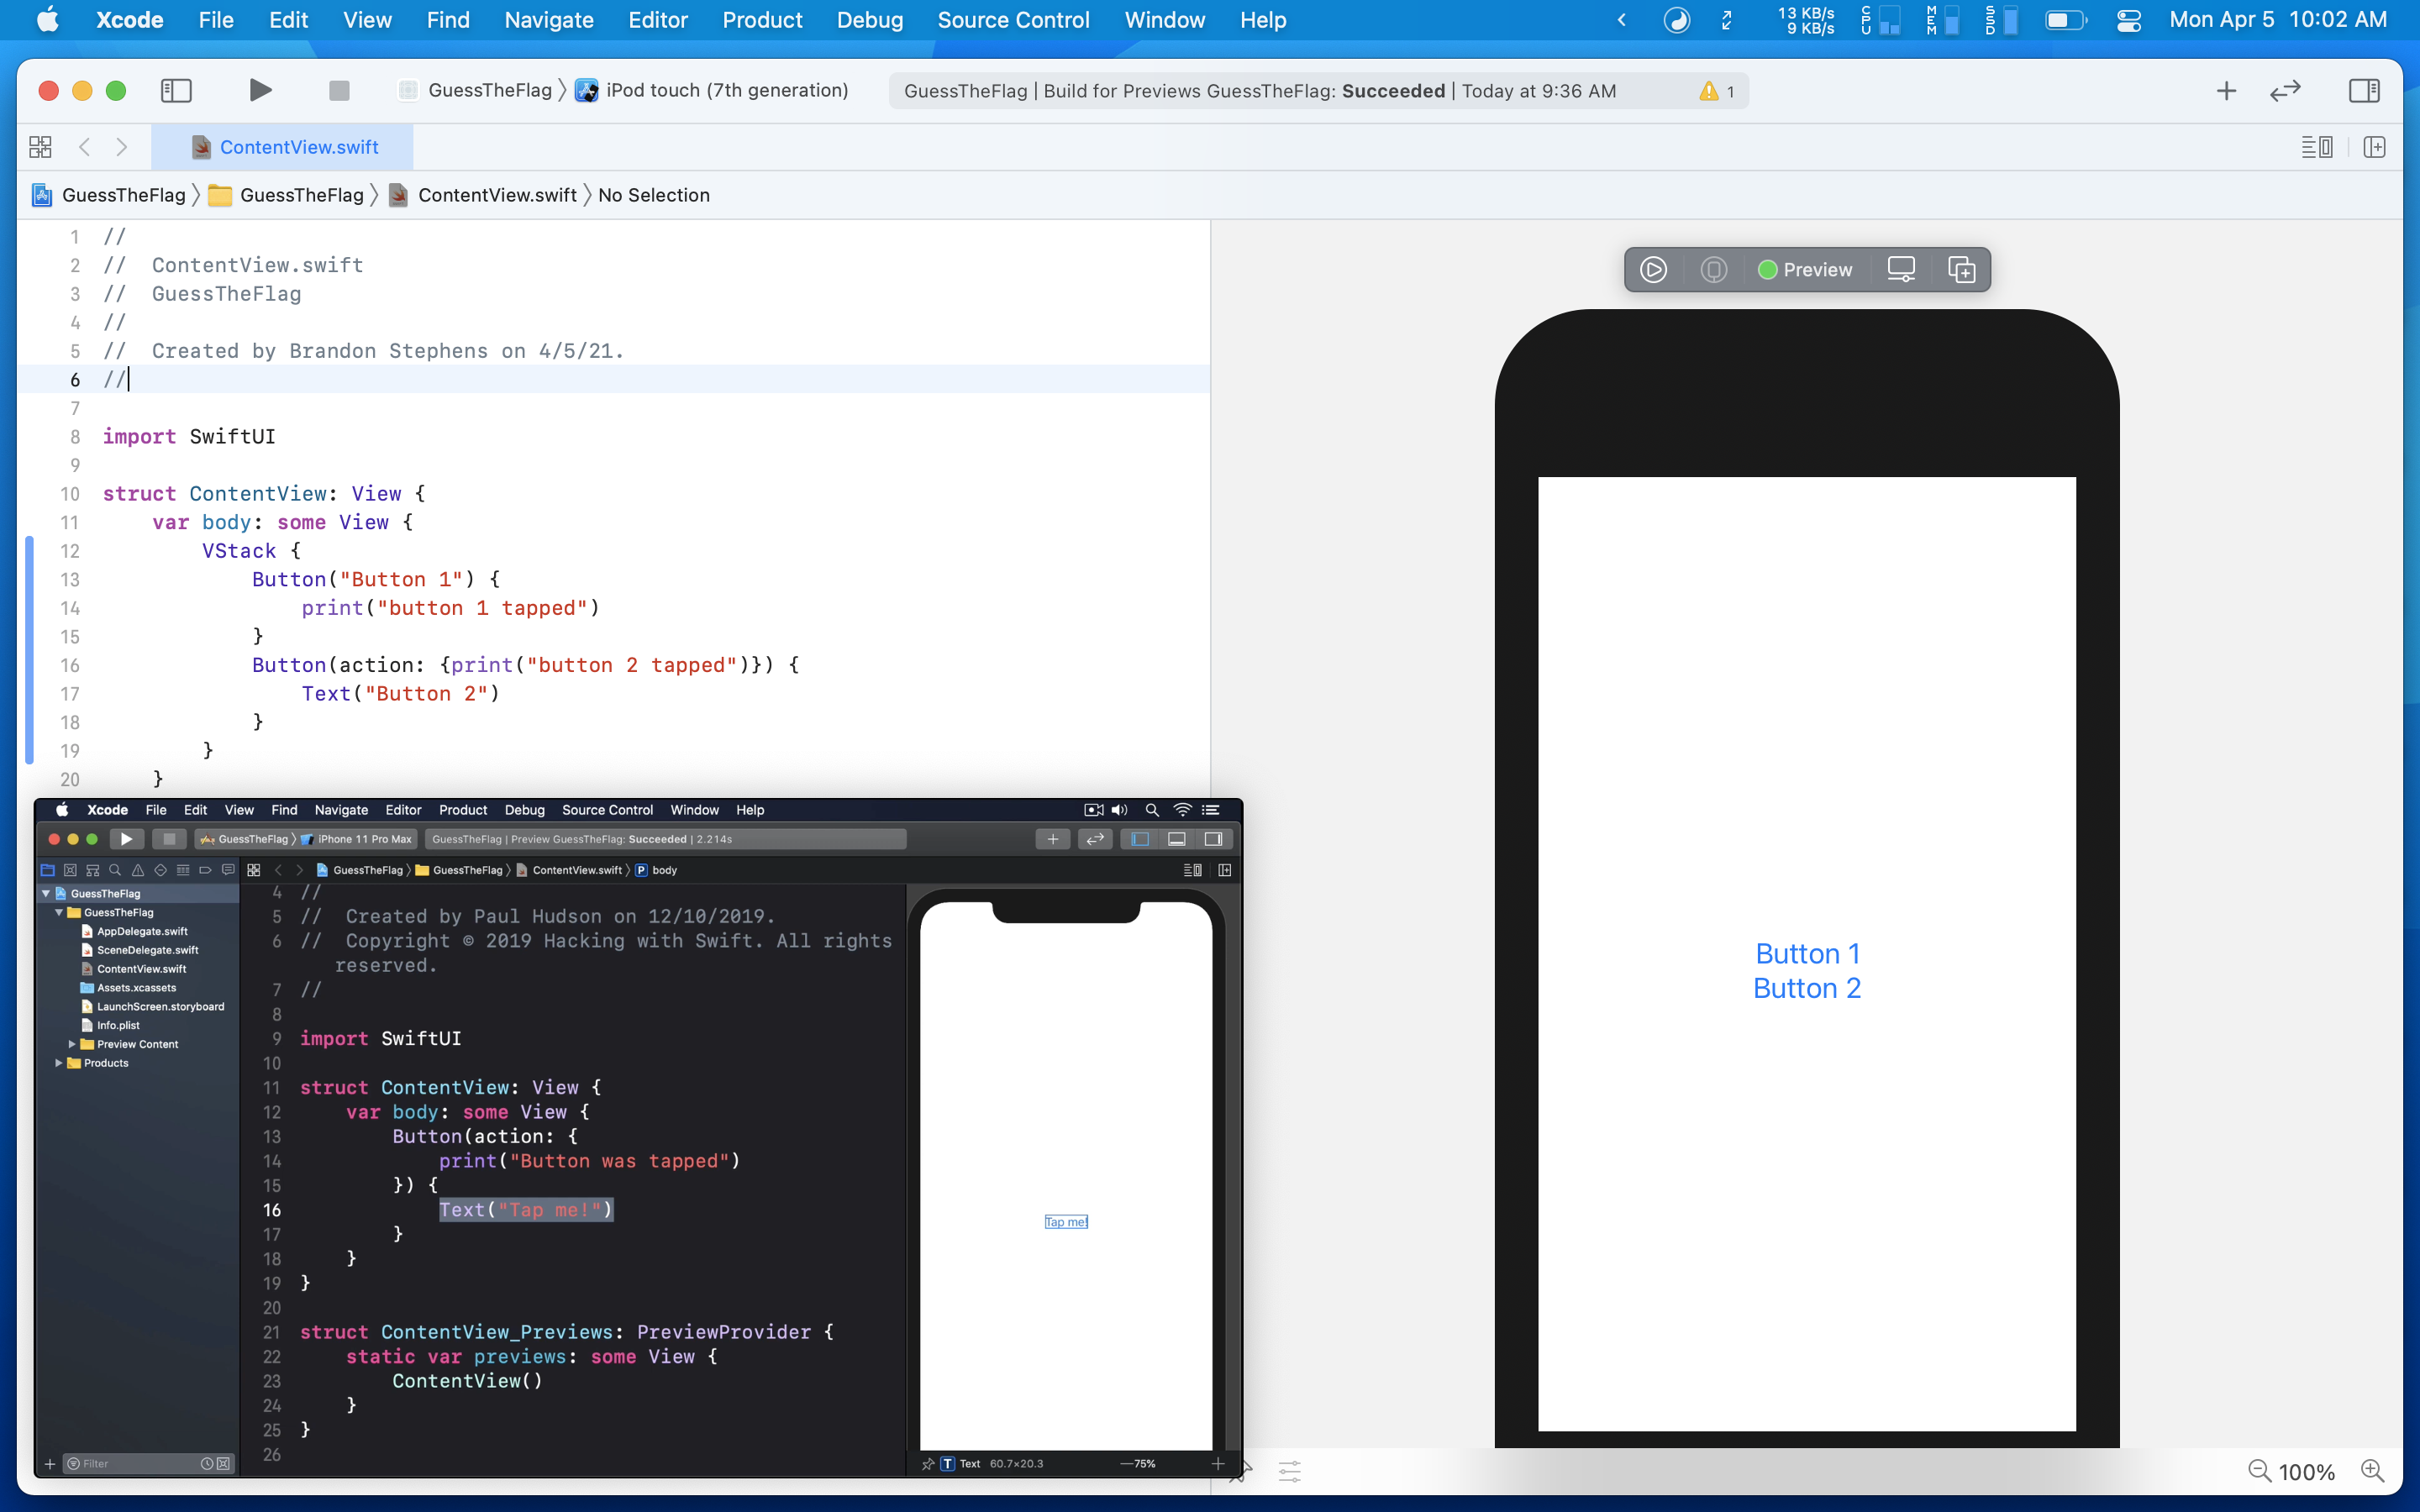 Xcode File Edit View Find Navigate Editor Product Debug Source Control Window Help
13 KB/s
9 KB/s
CPU MEM SSD
Mon Apr 5 10:02 AM
GuessTheFlag iPod touch (7th generation)
GuessTheFlag | Build for Previews GuessTheFlag: Succeeded | Today at 9:36 AM 1
ContentView.swift
GuessTheFlag GuessTheFlag ContentView.swift No Selection
1 //
2 // ContentView.swift
3 // GuessTheFlag
4 //
5 // Created by Brandon Stephens on 4/5/21.
6 //
7
8 import SwiftUI
9
10 struct ContentView: View {
11 var body: some View {
12 VStack {
13 Button("Button 1") {
14 print("button 1 tapped")
15 }
16 Button(action: {print("button 2 tapped")}) {
17 Text("Button 2")
18 }
19 }
20 }
Preview
Button 1
Button 2
100%
Xcode File Edit View Find Navigate Editor Product Debug Source Control Window Help
GuessTheFlag iPhone 11 Pro Max
GuessTheFlag | Preview GuessTheFlag: Succeeded | 2.214s
GuessTheFlag GuessTheFlag ContentView.swift P body
GuessTheFlag
GuessTheFlag
AppDelegate.swift
SceneDelegate.swift
ContentView.swift
Assets.xcassets
LaunchScreen.storyboard
Info.plist
Preview Content
Products
Filter
4 //
5 // Created by Paul Hudson on 12/10/2019.
6 // Copyright © 2019 Hacking with Swift. All rights
reserved.
7 //
8
9 import SwiftUI
10
11 struct ContentView: View {
12 var body: some View {
13 Button(action: {
14 print("Button was tapped")
15 }) {
16 Text("Tap me!")
17 }
18 }
19 }
20
21 struct ContentView_Previews: PreviewProvider {
22 static var previews: some View {
23 ContentView()
24 }
25 }
26
Tap me!
T Text 60.7×20.3
75%